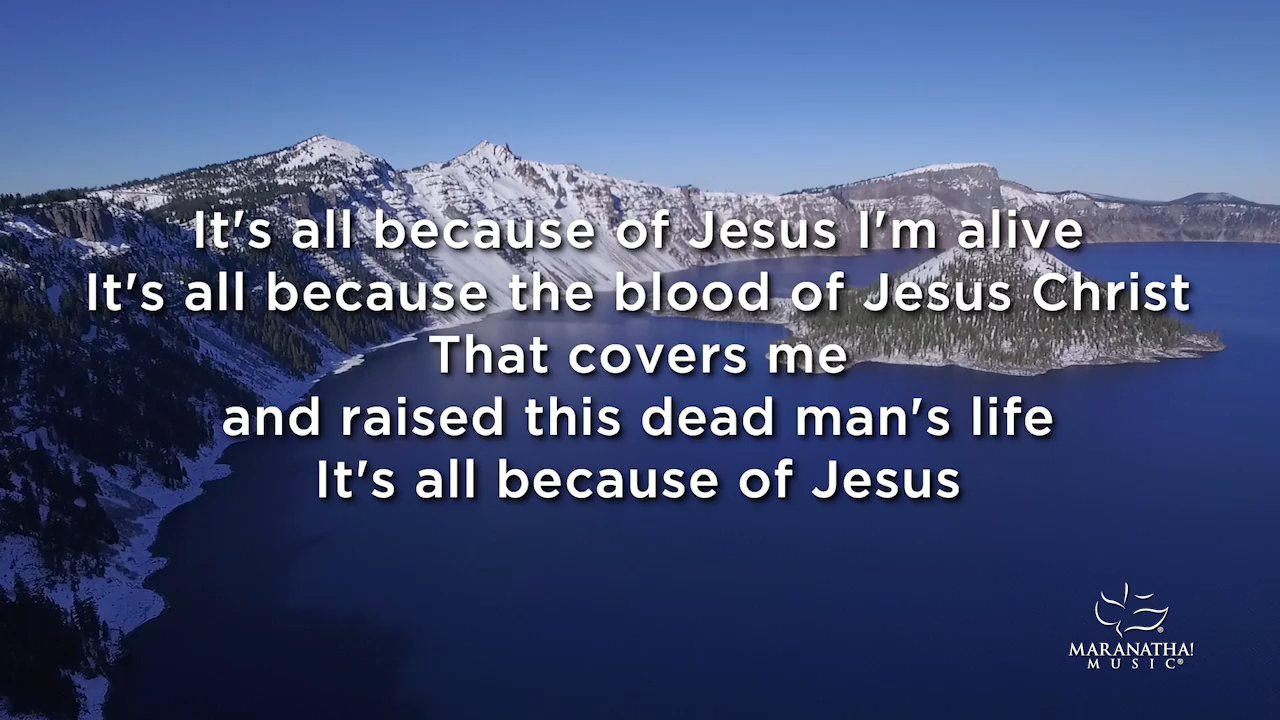 It's all because of Jesus I'm alive
It's all because the blood of Jesus Christ
That covers me
and raised this dead man's life
It's all because of Jesus
MARANATHA!
MUSIC®